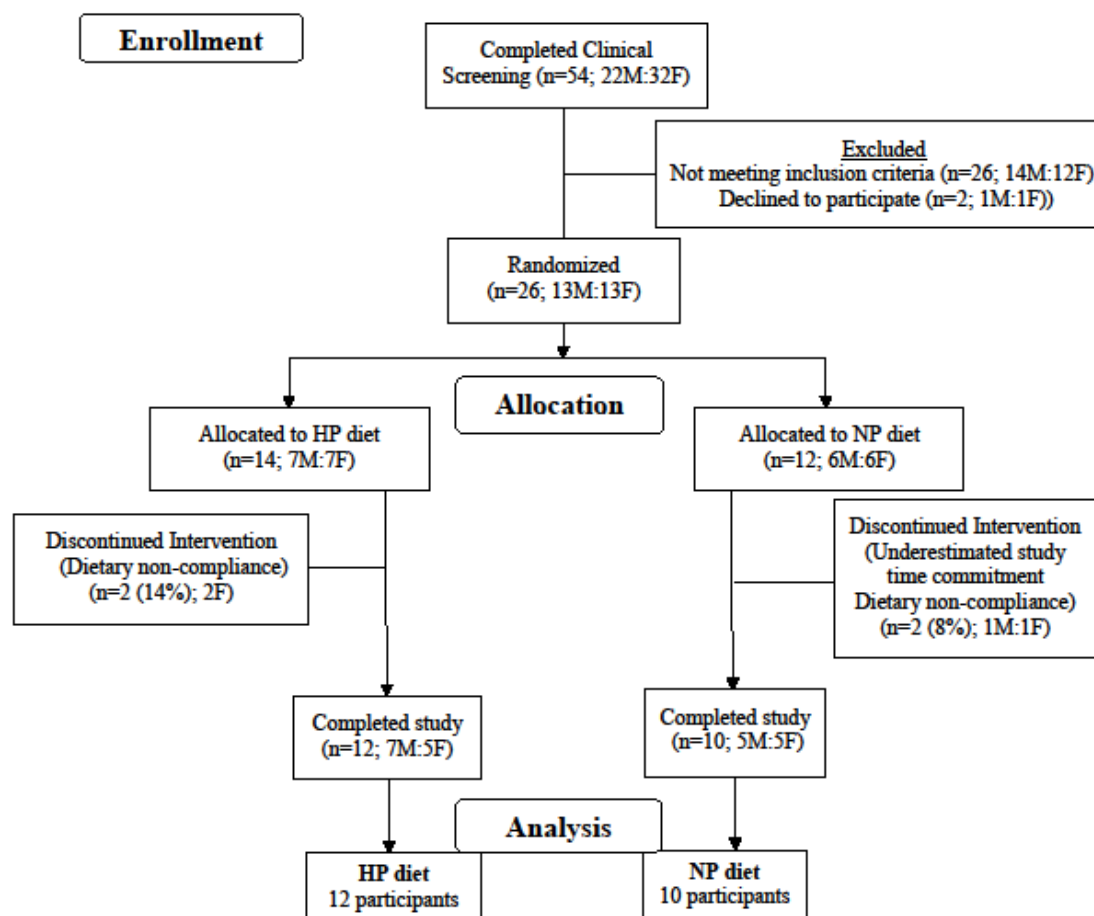 Enrollment
Completed Clinical
Screening (n=54; 22M:32F)
Excluded
Not meeting inclusion criteria (n=26; 14M:12F)
Declined to participate (n=2; 1M:1F))
Randomized
(n=26; 13M:13F)
Allocation
Allocated to HP diet
(n=14; 7M:7F)
Allocated to NP diet
(n=12; 6M:6F)
Discontinued Intervention
(Dietary non-compliance)
(n=2 (14%); 2F)
Discontinued Intervention
(Underestimated study
time commitment
Dietary non-compliance)
(n=2 (8%); 1M:1F)
Completed study
(n=12; 7M:5F)
Completed study
(n=10; 5M:5F)
Analysis
HP diet
12 participants
NP diet
10 participants